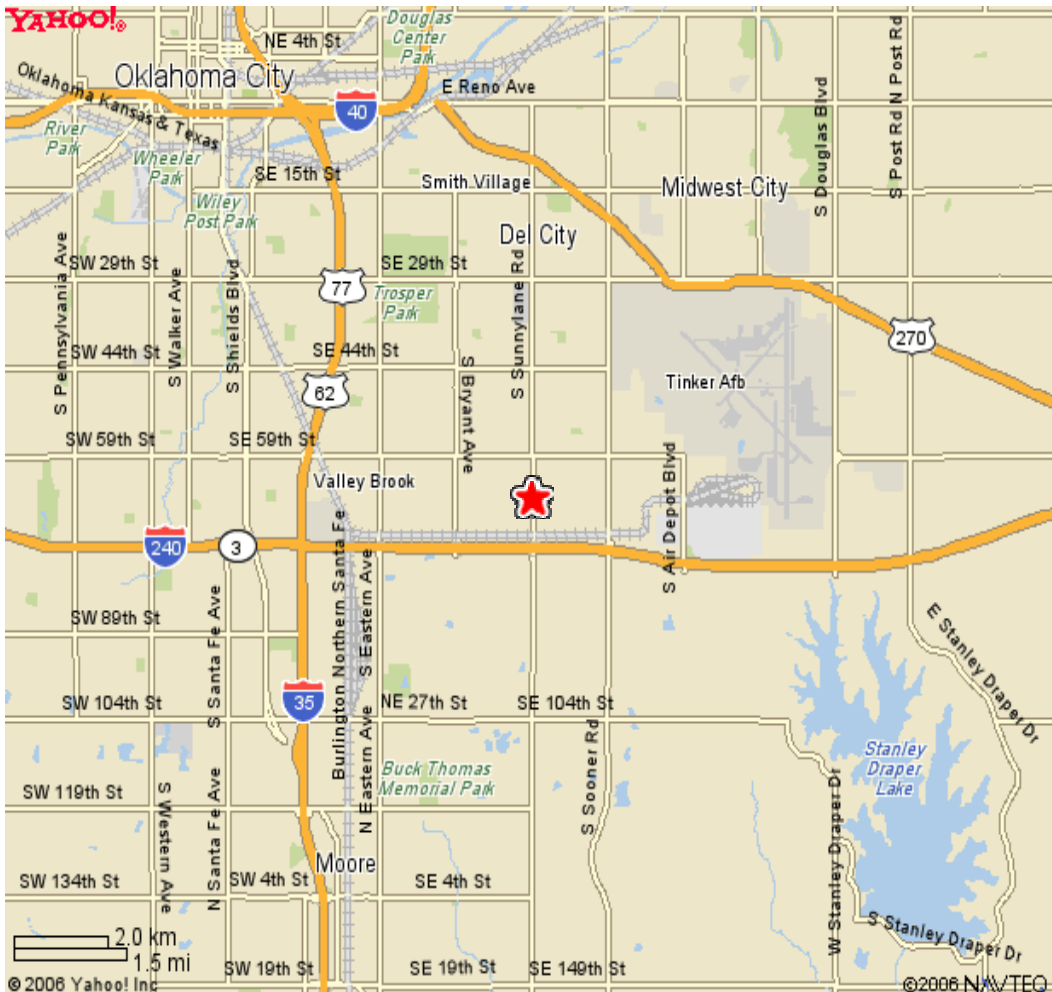 YAHOO!®
Douglas
Center
Park
NE 4th St
Oklahoma City
E Reno Ave
40
Oklahoma Kansas & Texas
River
Park
Wheeler
Park
SE 15th St
Smith Village
Midwest City
S Douglas Blvd
S Post Rd N Post Rd
Wiley
Post Park
Del City
S Pennsylvania Ave
SW 29th St
S Walker Ave
S Shields Blvd
77
SE 29th St
Trosper
Park
S Sunnylane Rd
270
SW 44th St
SE 44th St
62
S Bryant Ave
Tinker Afb
SW 59th St
SE 59th St
Valley Brook
S Air Depot Blvd
240
3
Burlington Northern Santa Fe
S Eastern Ave
SW 89th St
S Santa Fe Ave
E Stanley Draper Dr
SW 104th St
35
NE 27th St
SE 104th St
S Sooner Rd
Stanley
Draper
Lake
Buck Thomas
Memorial Park
SW 119th St
S Western Ave
N Santa Fe Ave
N Eastern Ave
W Stanley Draper Dr
Moore
SW 134th St
SW 4th St
SE 4th St
S Stanley Draper Dr
2.0 km
1.5 mi
SW 19th St
SE 19th St
SE 149th St
©2006 Yahoo! Inc
©2006 NAVTEQ